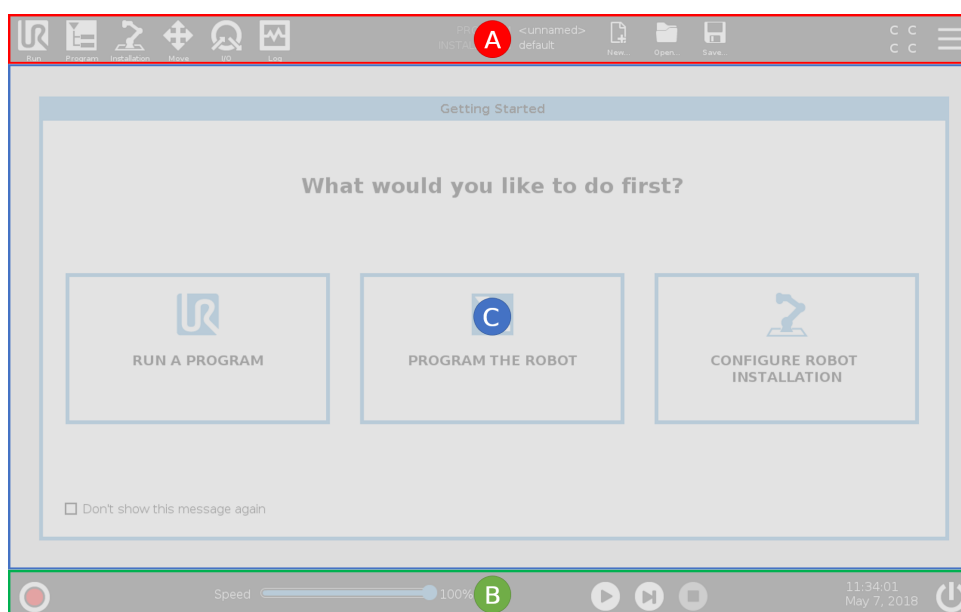 <unnamed>
A
default
Run
Program
Installation
Move
I/O
Log
New...
Open...
Save...
C C
C C
Getting Started
What would you like to do first?
C
RUN A PROGRAM
PROGRAM THE ROBOT
CONFIGURE ROBOT
INSTALLATION
Don't show this message again
Speed
100%
B
11:34:01
May 7, 2018